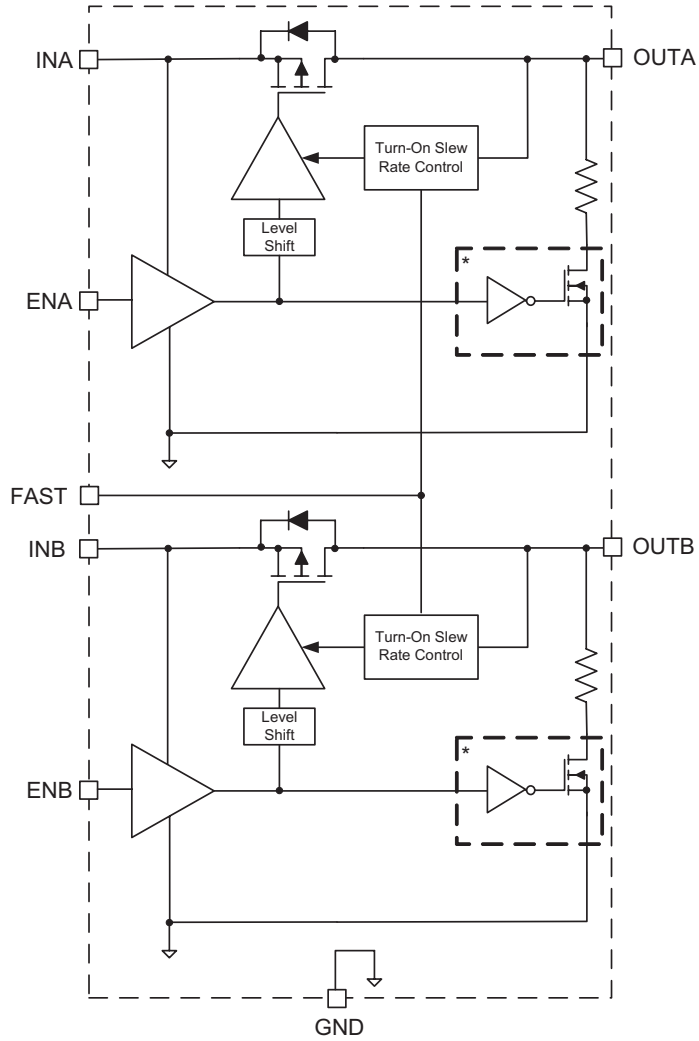 INA
OUTA
Turn-On Slew
Rate Control
Level
Shift
*
ENA
FAST
INB
OUTB
Turn-On Slew
Rate Control
Level
Shift
*
ENB
GND